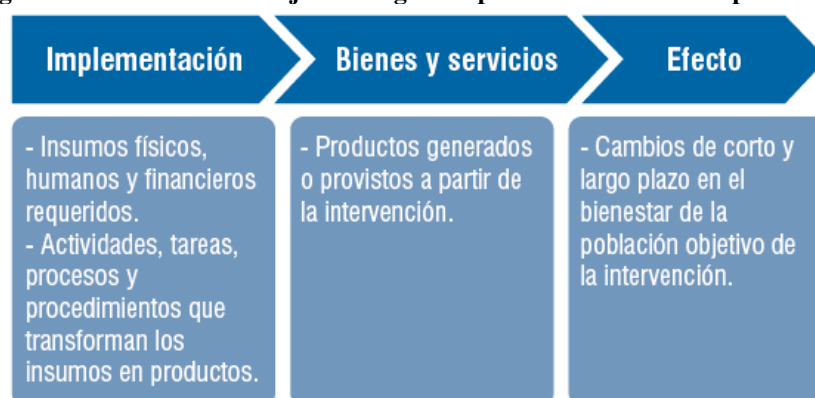 Implementación
Bienes y servicios
Efecto
- Insumos físicos,
humanos y financieros
requeridos.
- Actividades, tareas,
procesos y
procedimientos que
transforman los
insumos en productos.
- Productos generados
o provistos a partir de
la intervención.
- Cambios de corto y
largo plazo en el
bienestar de la
población objetivo de
la intervención.